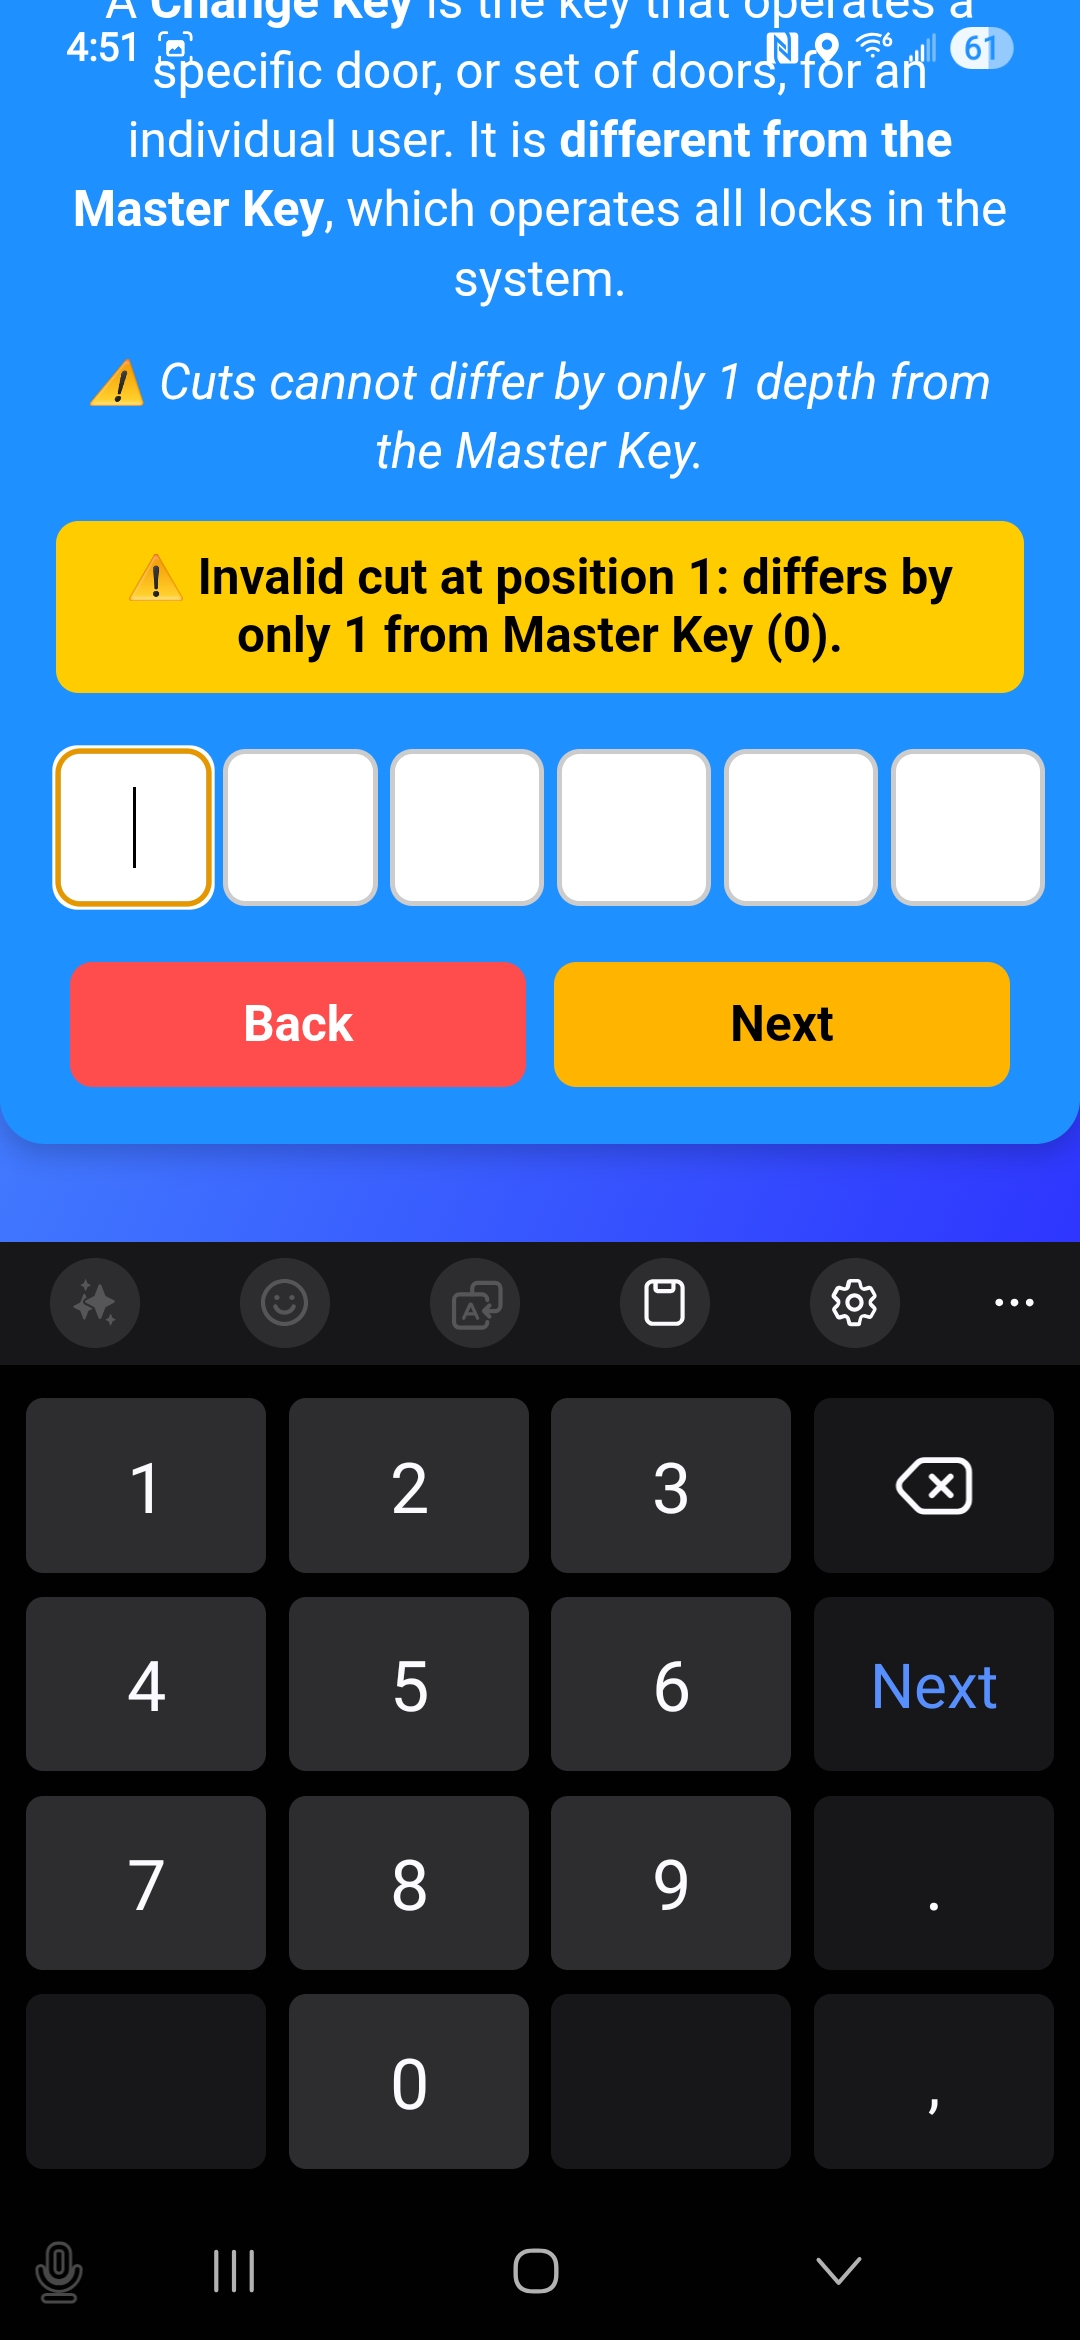 A Change Key is the key that operates a
4:51
61
specific door, or set of doors, for an
individual user. It is different from the
Master Key, which operates all locks in the
system.
⚠️ Cuts cannot differ by only 1 depth from
the Master Key.
⚠️ Invalid cut at position 1: differs by
only 1 from Master Key (0).
Back Next
1 2 3
4 5 6 Next
7 8 9 .
0 ,